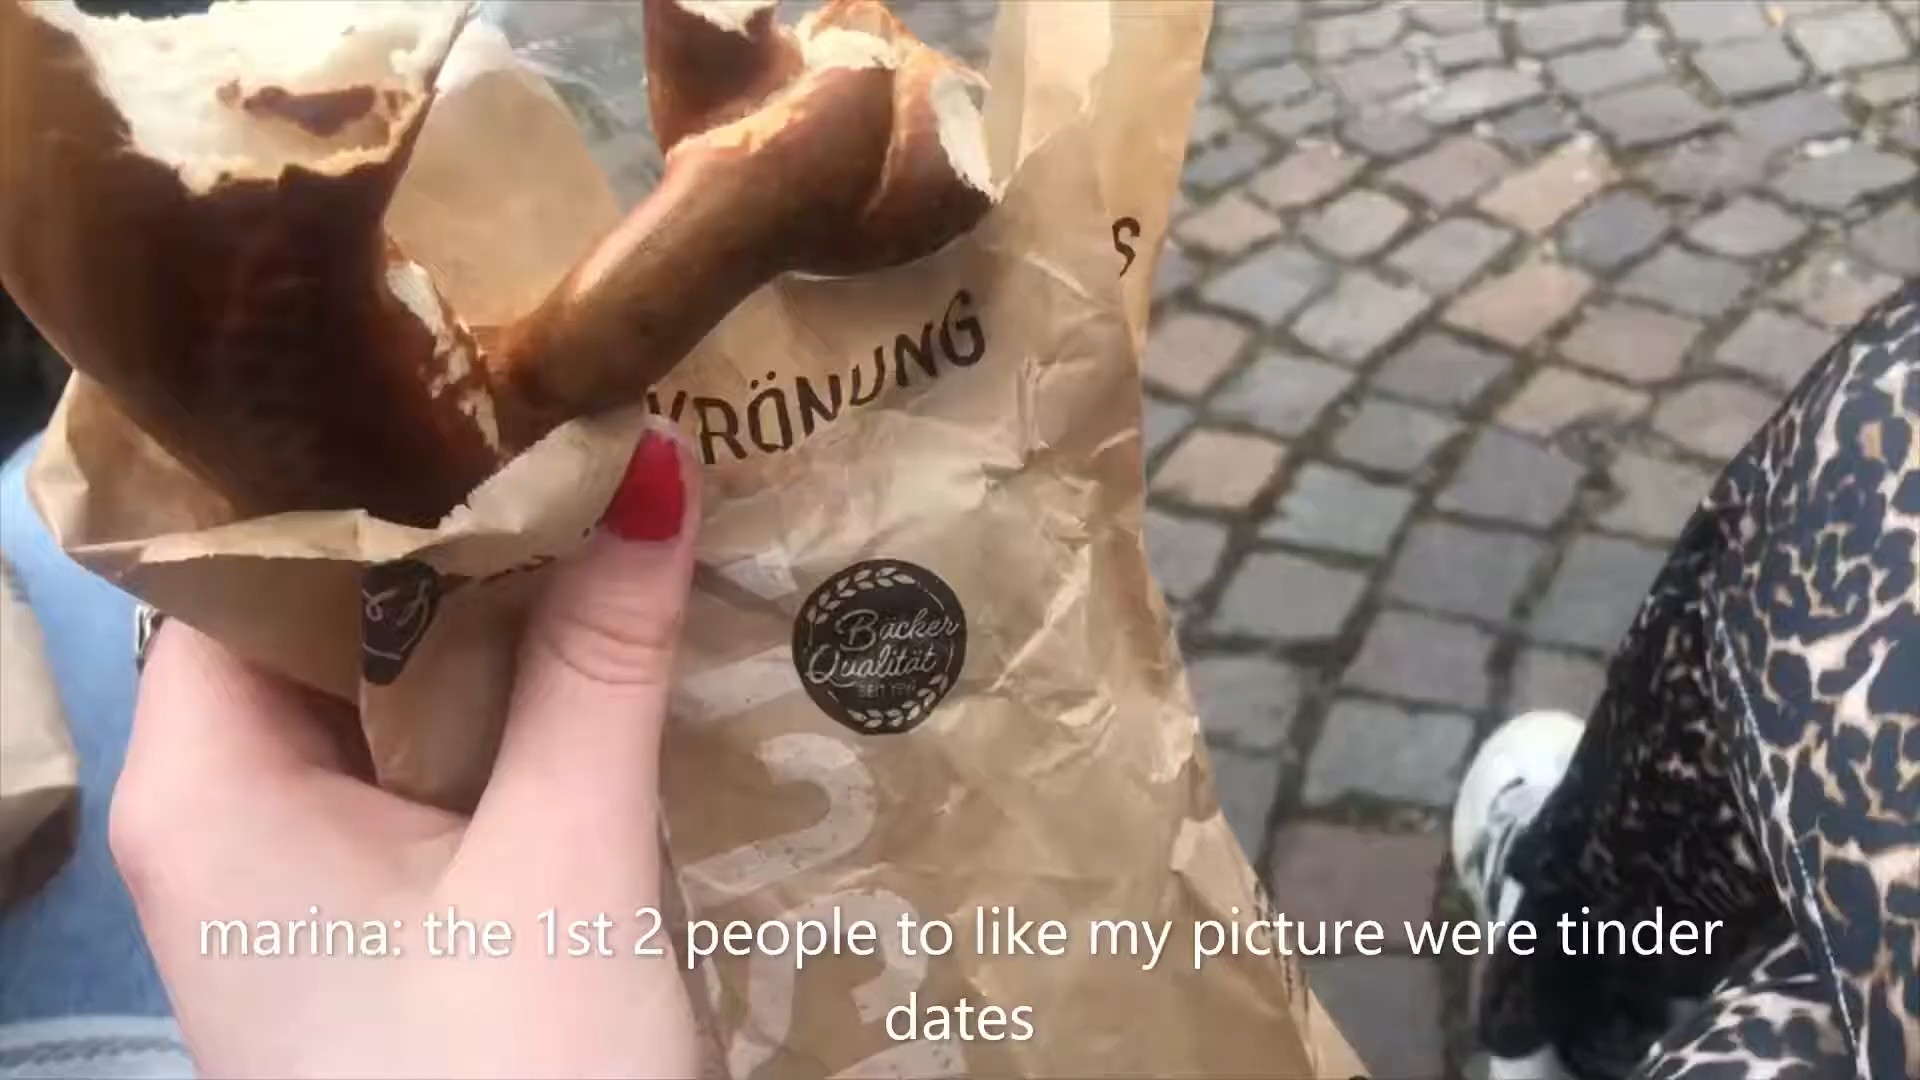 KRÖNUNG
Bäcker
Qualität
marina: the 1st 2 people to like my picture were tinder
dates